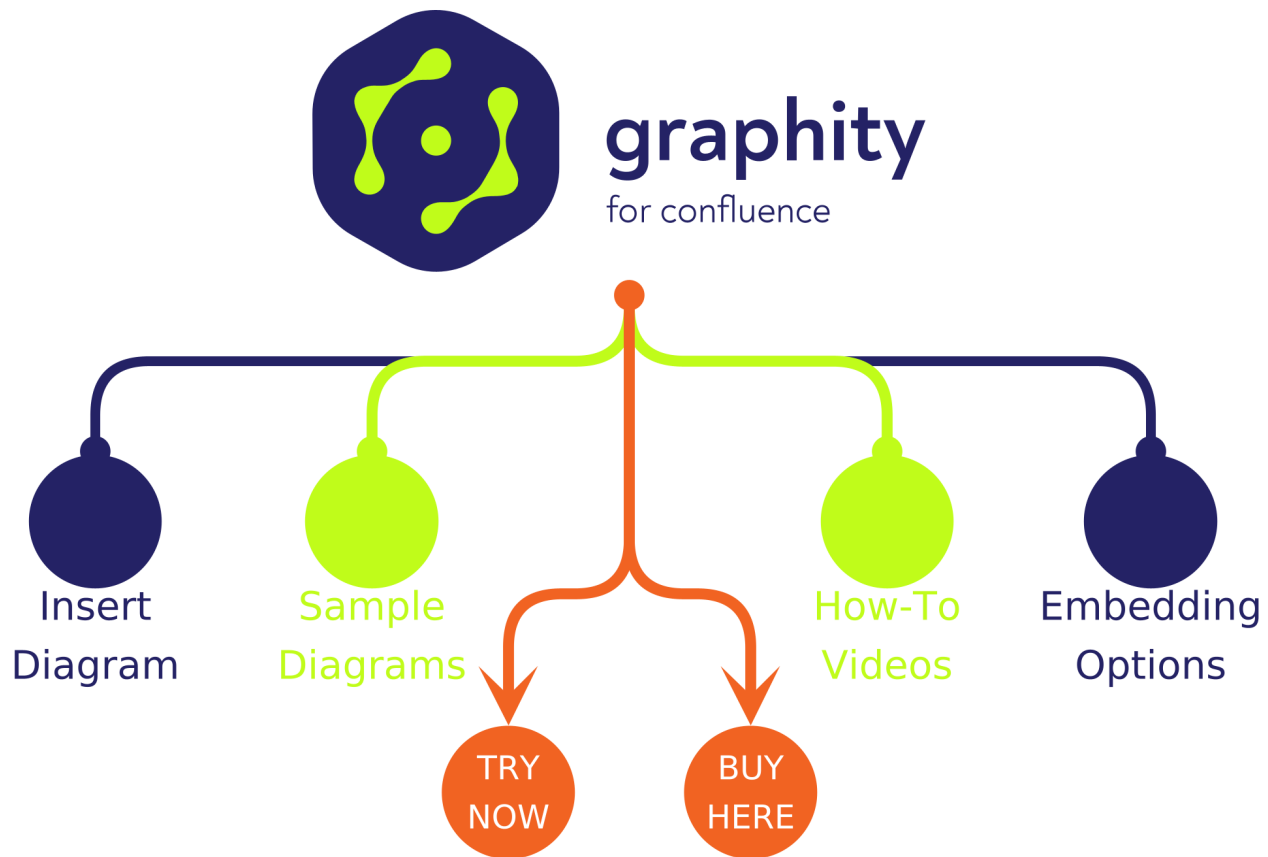 graphity
for confluence
Insert
Diagram
Sample
Diagrams
How-To
Videos
Embedding
Options
TRY
NOW
BUY
HERE